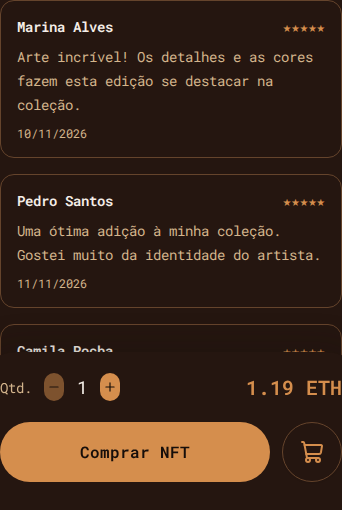 Marina Alves ★★★★★
Arte incrível! Os detalhes e as cores
fazem esta edição se destacar na
coleção.
10/11/2026
Pedro Santos ★★★★★
Uma ótima adição à minha coleção.
Gostei muito da identidade do artista.
11/11/2026
Camila Rocha ★★★★★
Qtd. − 1 + 1.19 ETH
Comprar NFT